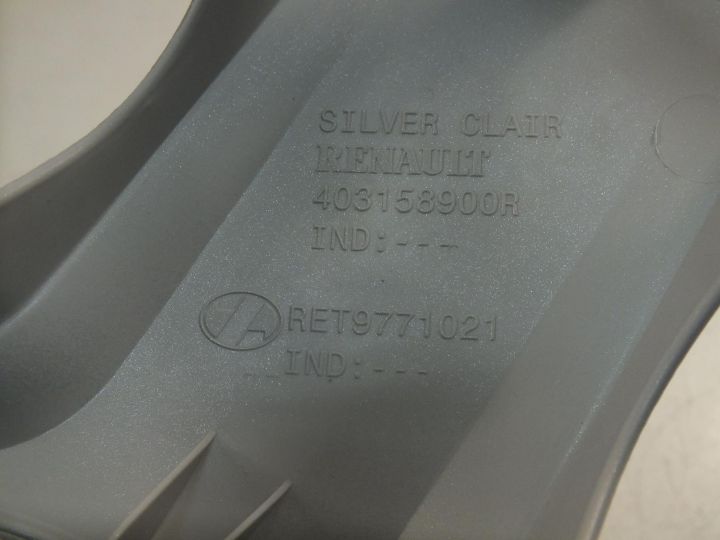 SILVER CLAIR
RENAULT
403158900R
IND:---
RET9771021
IND:---